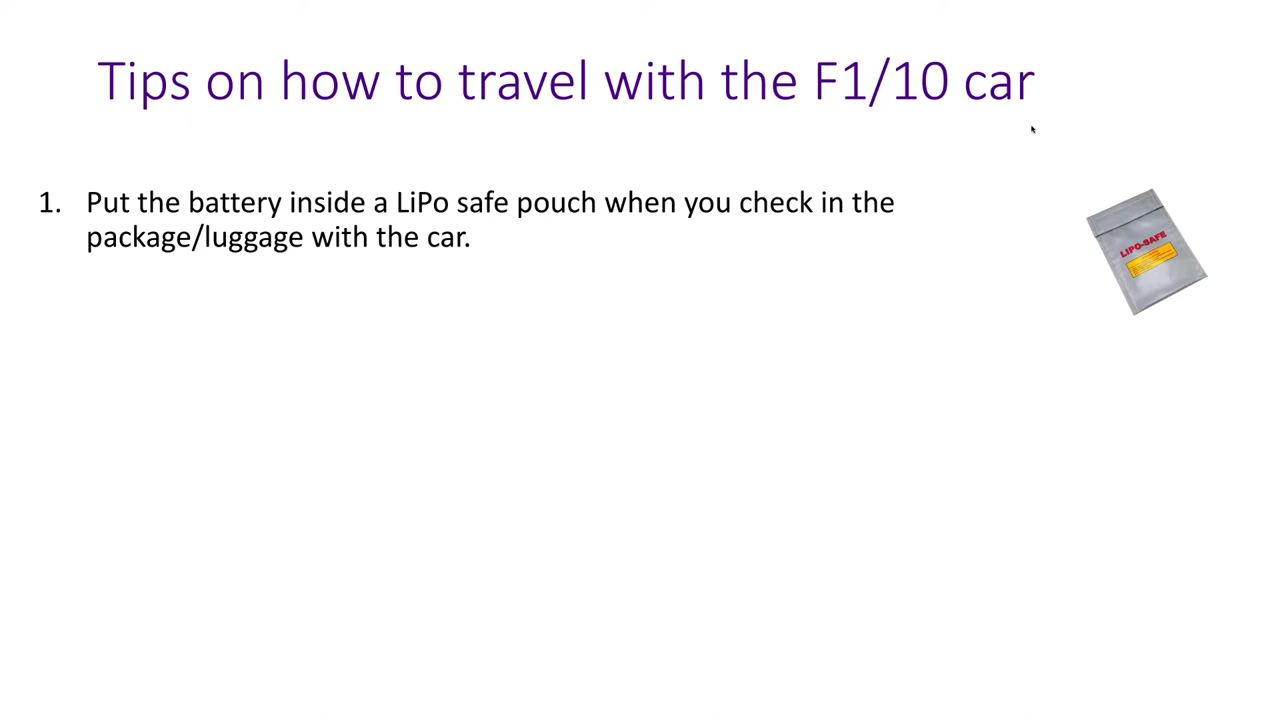 Tips on how to travel with the F1/10 car
1. Put the battery inside a LiPo safe pouch when you check in the
package/luggage with the car.
LIPO-SAFE